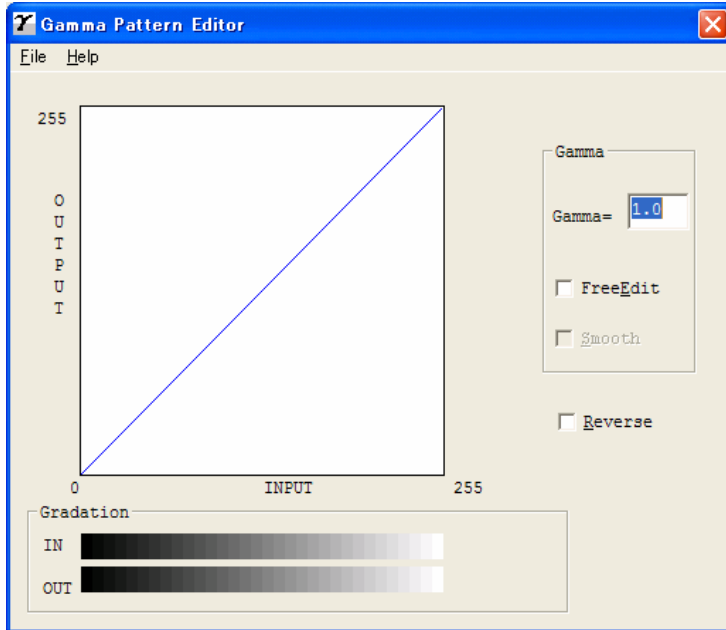 Gamma Pattern Editor
File Help
255
OUTPUT
0 INPUT 255
Gamma
Gamma= 1.0
FreeEdit
Smooth
Reverse
Gradation
IN
OUT